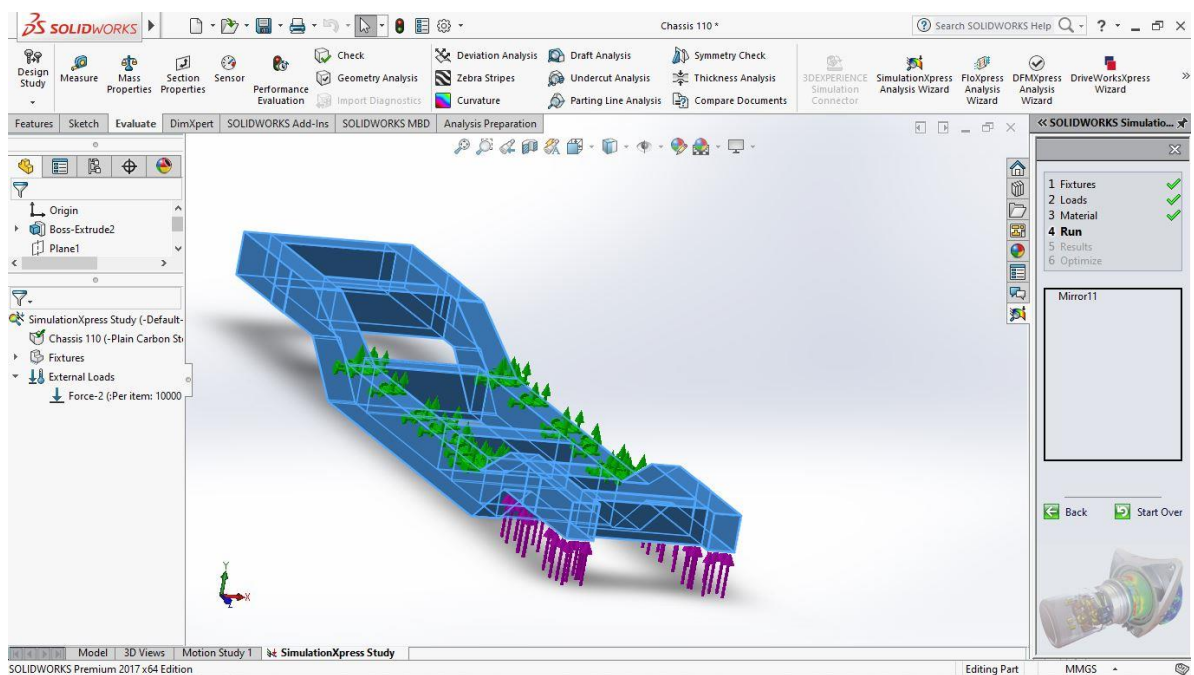 SOLIDWORKS
Chassis 110 *
Search SOLIDWORKS Help
Design Study
Measure
Mass Properties
Section Properties
Sensor
Performance Evaluation
Check
Geometry Analysis
Import Diagnostics
Deviation Analysis
Zebra Stripes
Curvature
Draft Analysis
Undercut Analysis
Parting Line Analysis
Symmetry Check
Thickness Analysis
Compare Documents
3DEXPERIENCE Simulation Connector
SimulationXpress Analysis Wizard
FloXpress Analysis Wizard
DFMXpress Analysis Wizard
DriveWorksXpress Wizard
Features Sketch Evaluate DimXpert SOLIDWORKS Add-Ins SOLIDWORKS MBD Analysis Preparation
SOLIDWORKS Simulatio...
Origin
Boss-Extrude2
Plane1
SimulationXpress Study (-Default-
Chassis 110 (-Plain Carbon St
Fixtures
External Loads
Force-2 (:Per item: 10000
1 Fixtures
2 Loads
3 Material
4 Run
5 Results
6 Optimize
Mirror11
Back Start Over
Y
X
Z
Model 3D Views Motion Study 1 SimulationXpress Study
SOLIDWORKS Premium 2017 x64 Edition
Editing Part MMGS